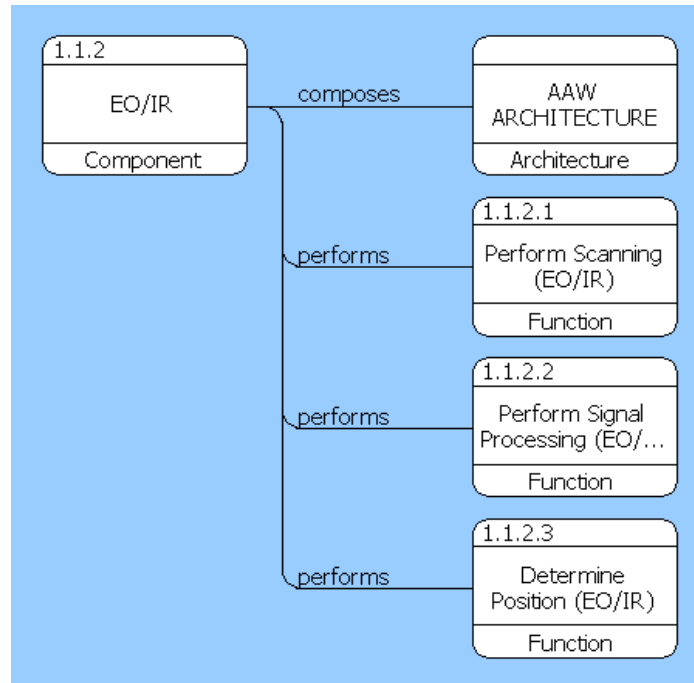 1.1.2
EO/IR
Component
composes
AAW
ARCHITECTURE
Architecture
performs
1.1.2.1
Perform Scanning
(EO/IR)
Function
performs
1.1.2.2
Perform Signal
Processing (EO/...
Function
performs
1.1.2.3
Determine
Position (EO/IR)
Function